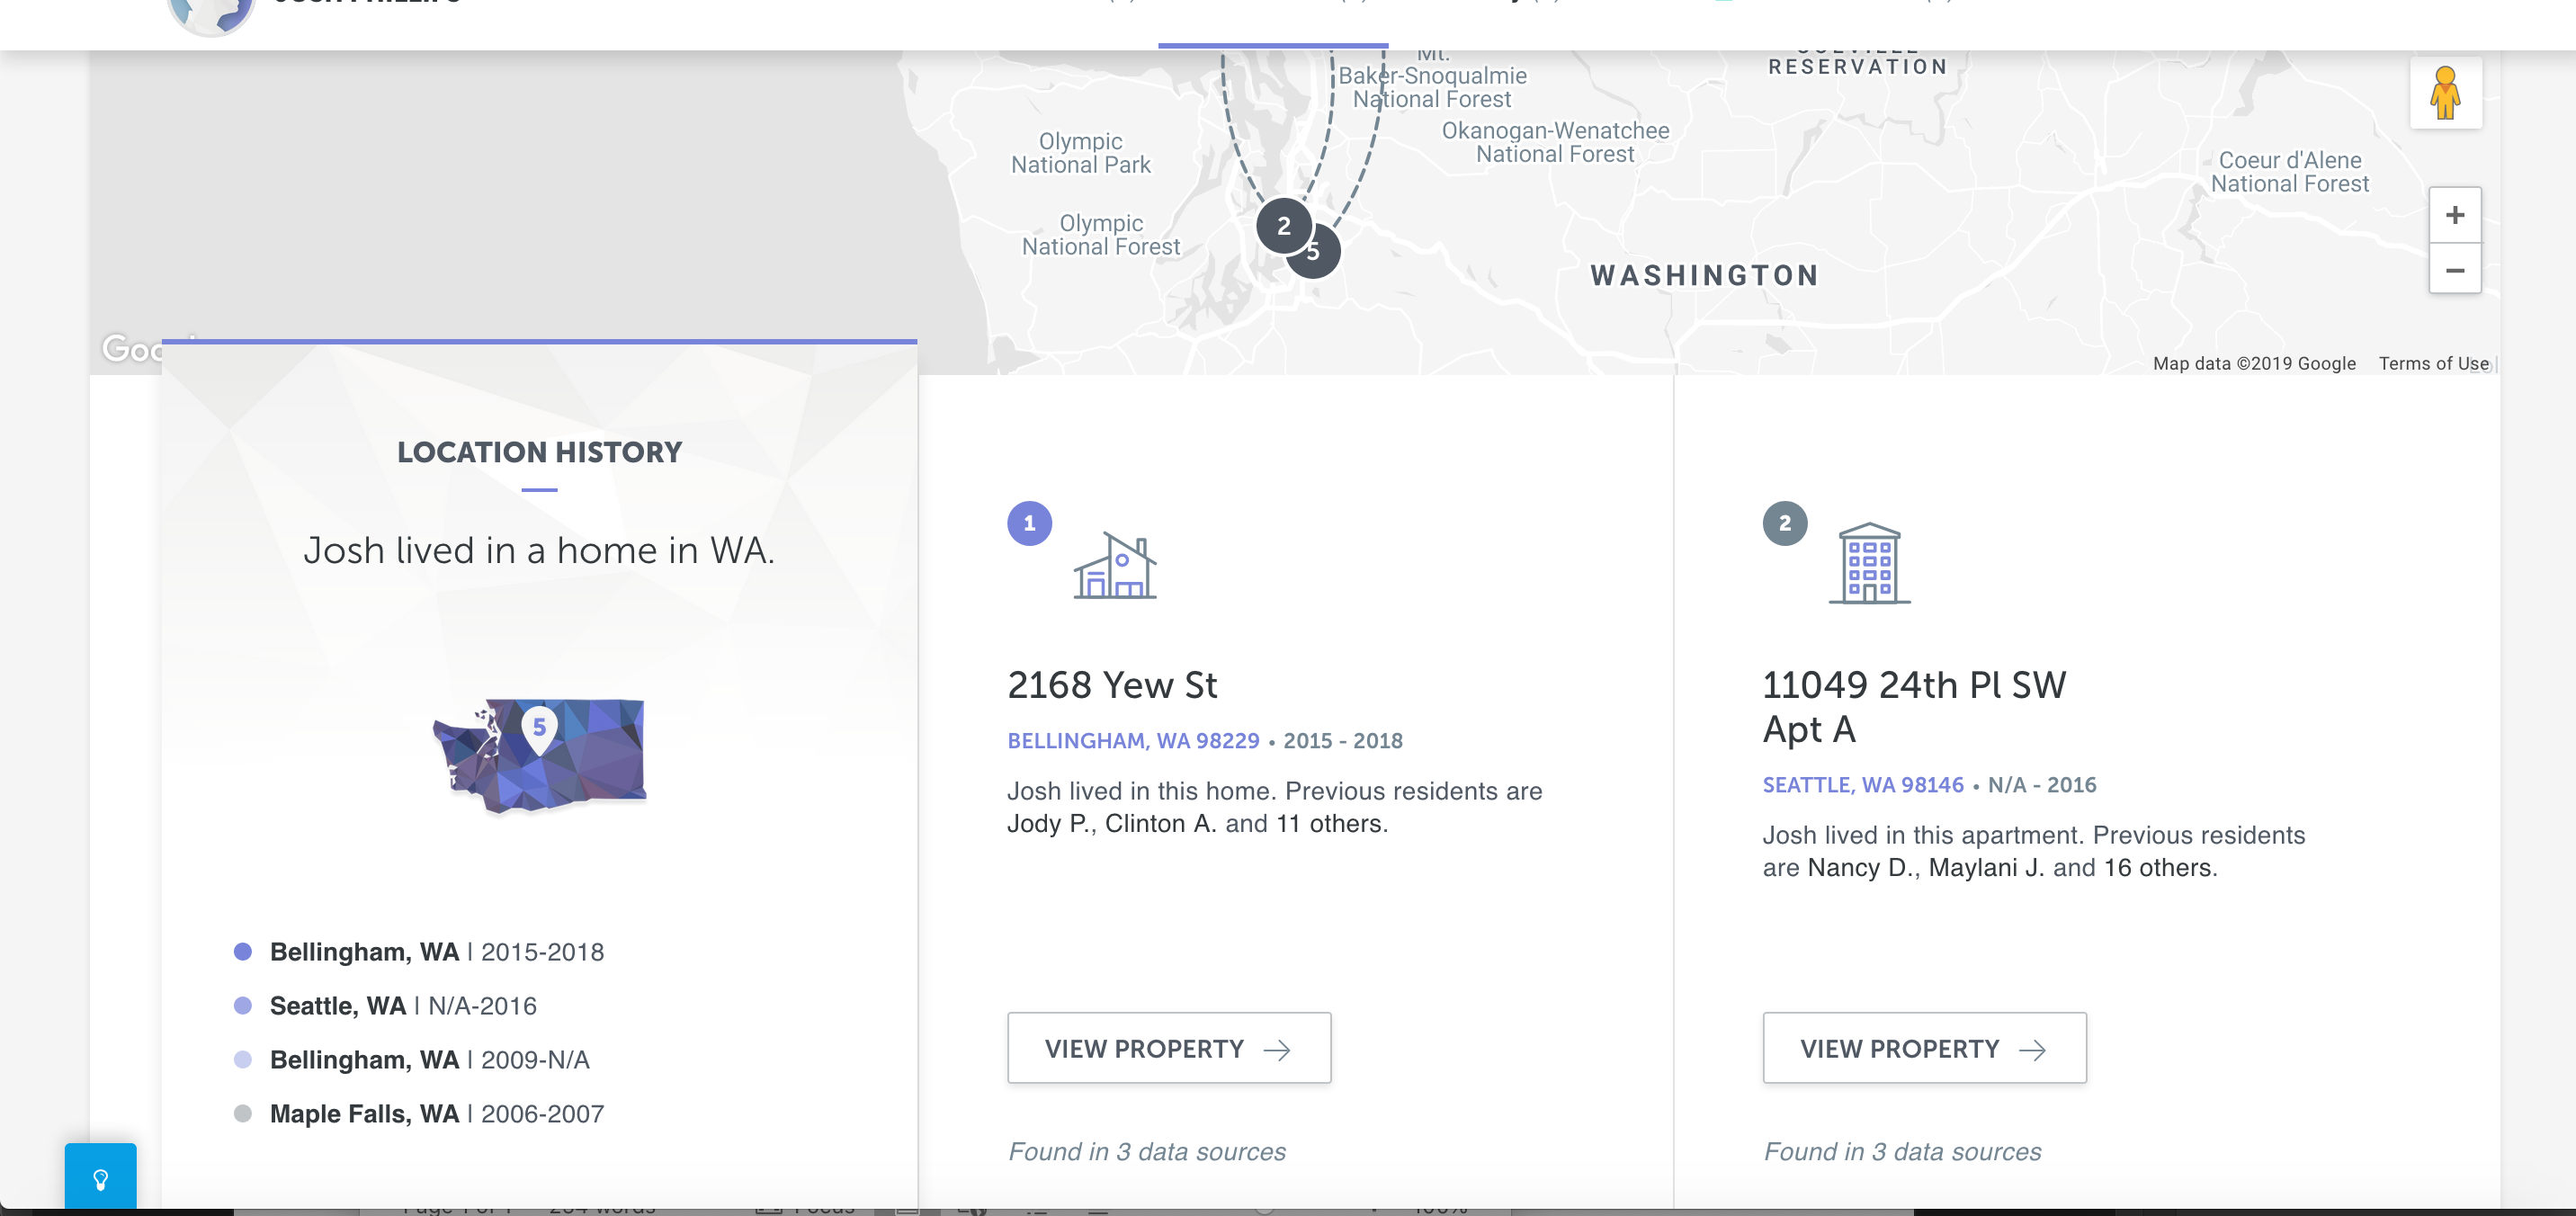 Mt.
Baker-Snoqualmie
National Forest
RESERVATION
Okanogan-Wenatchee
National Forest
Olympic
National Park
Coeur d'Alene
National Forest
Olympic
National Forest
2
5
+
−
WASHINGTON
Map data ©2019 Google Terms of Use
LOCATION HISTORY
Josh lived in a home in WA.
5
Bellingham, WA | 2015-2018
Seattle, WA | N/A-2016
Bellingham, WA | 2009-N/A
Maple Falls, WA | 2006-2007
1
2168 Yew St
BELLINGHAM, WA 98229 • 2015 - 2018
Josh lived in this home. Previous residents are
Jody P., Clinton A. and 11 others.
VIEW PROPERTY →
Found in 3 data sources
2
11049 24th Pl SW
Apt A
SEATTLE, WA 98146 • N/A - 2016
Josh lived in this apartment. Previous residents
are Nancy D., Maylani J. and 16 others.
VIEW PROPERTY →
Found in 3 data sources